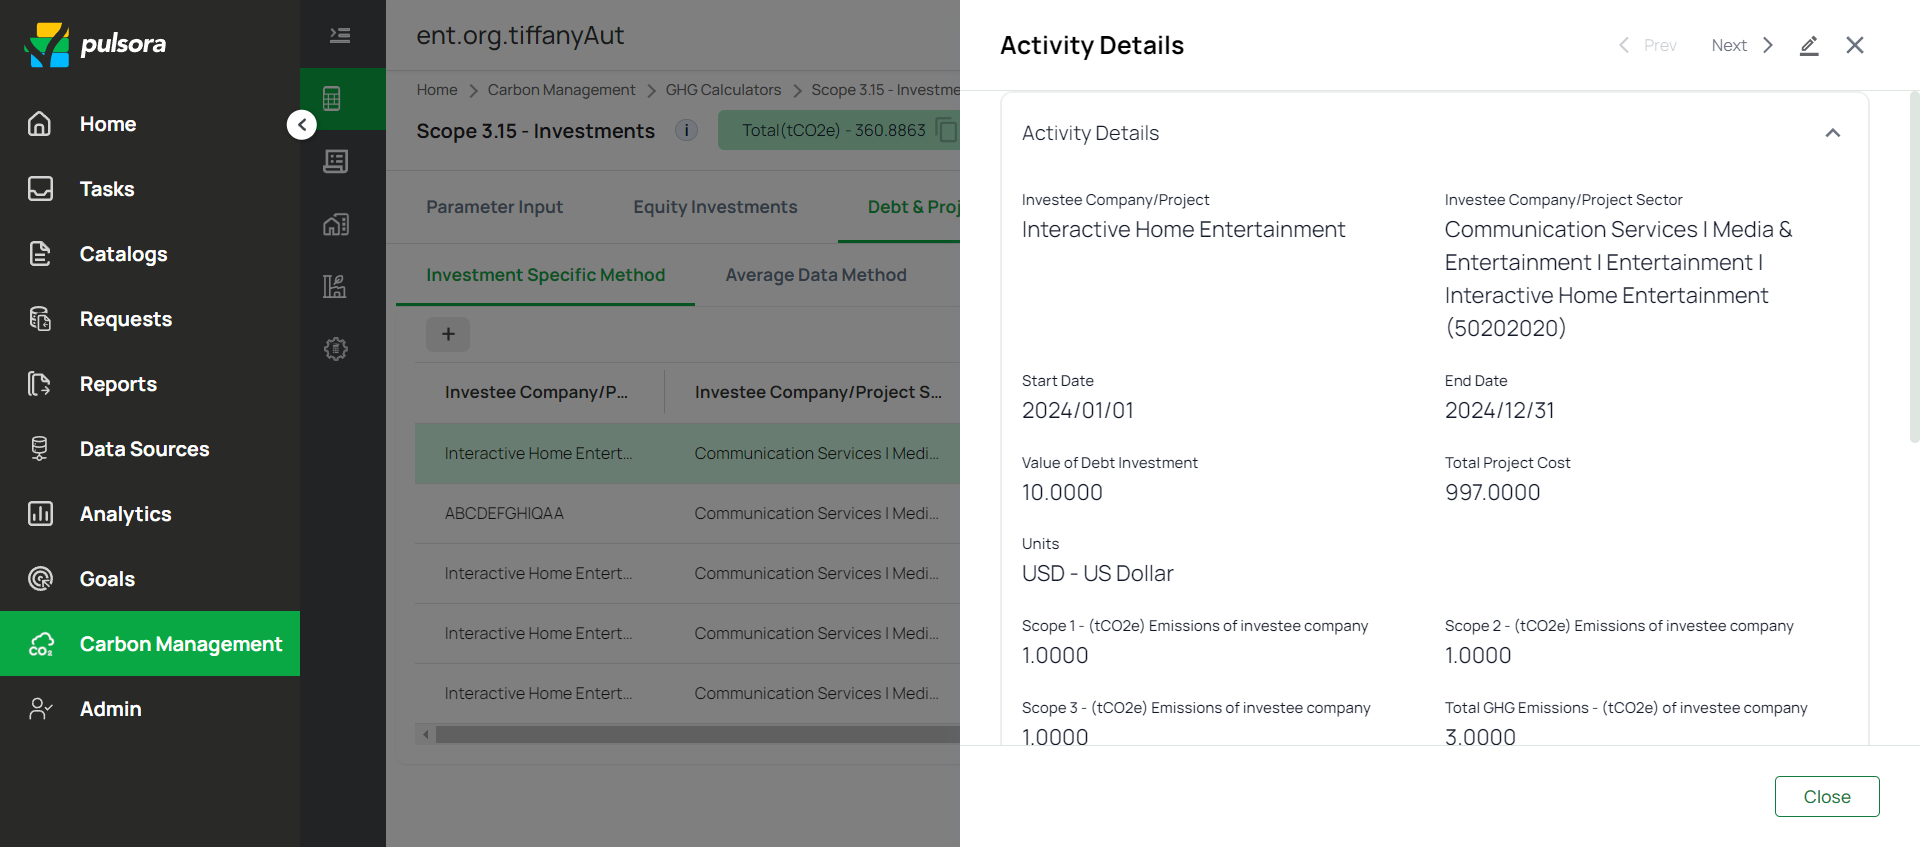 pulsora
Home
Tasks
Catalogs
Requests
Reports
Data Sources
Analytics
Goals
CO2
Carbon Management
Admin
ent.org.tiffanyAut
Home > Carbon Management > GHG Calculators > Scope 3.15 - Investme
Scope 3.15 - Investments i Total(tCO2e) - 360.8863
Parameter Input Equity Investments Debt & Proj
Investment Specific Method Average Data Method
+
Investee Company/P... Investee Company/Project S...
Interactive Home Entert... Communication Services | Medi...
ABCDEFGHIQAA Communication Services | Medi...
Interactive Home Entert... Communication Services | Medi...
Interactive Home Entert... Communication Services | Medi...
Interactive Home Entert... Communication Services | Medi...
Activity Details
Prev Next
Activity Details
Investee Company/Project
Interactive Home Entertainment
Investee Company/Project Sector
Communication Services | Media &
Entertainment | Entertainment |
Interactive Home Entertainment
(50202020)
Start Date
2024/01/01
End Date
2024/12/31
Value of Debt Investment
10.0000
Total Project Cost
997.0000
Units
USD - US Dollar
Scope 1 - (tCO2e) Emissions of investee company
1.0000
Scope 2 - (tCO2e) Emissions of investee company
1.0000
Scope 3 - (tCO2e) Emissions of investee company
1.0000
Total GHG Emissions - (tCO2e) of investee company
3.0000
Close